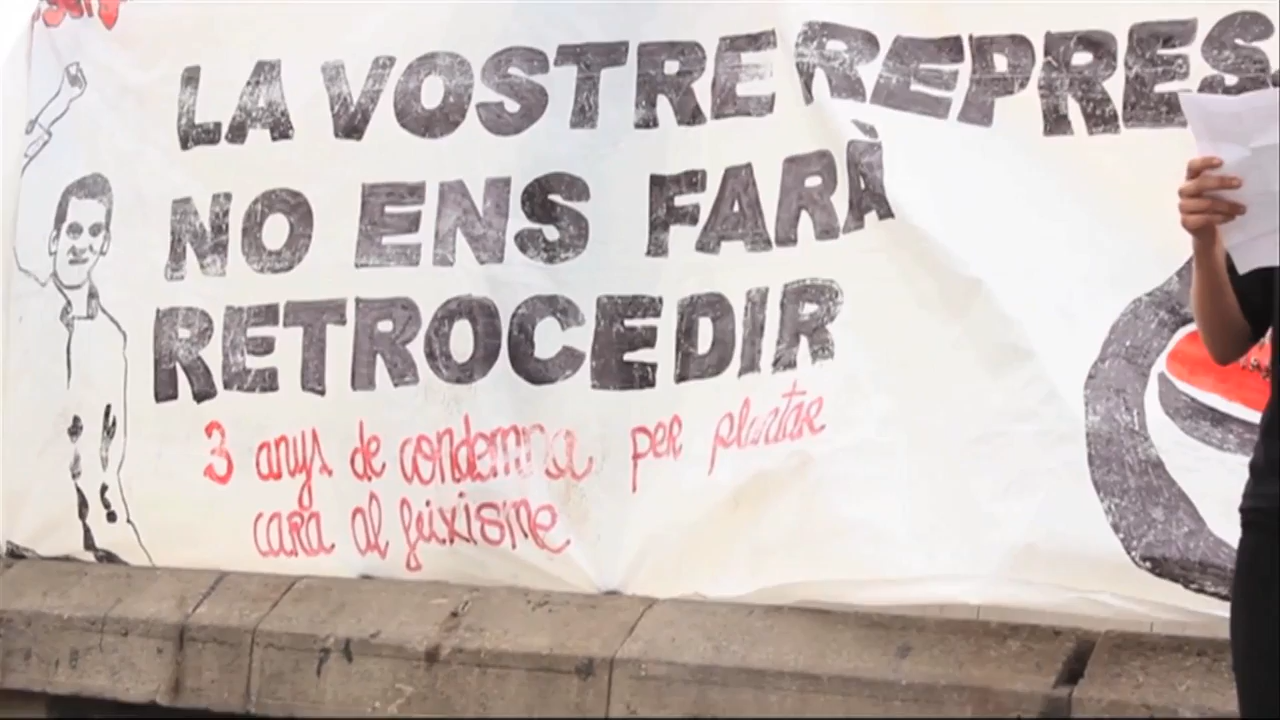 LA VOSTRE REPRES
NO ENS FARÀ
RETROCEDIR
3 anys de condemna per plantar
cara al feixisme